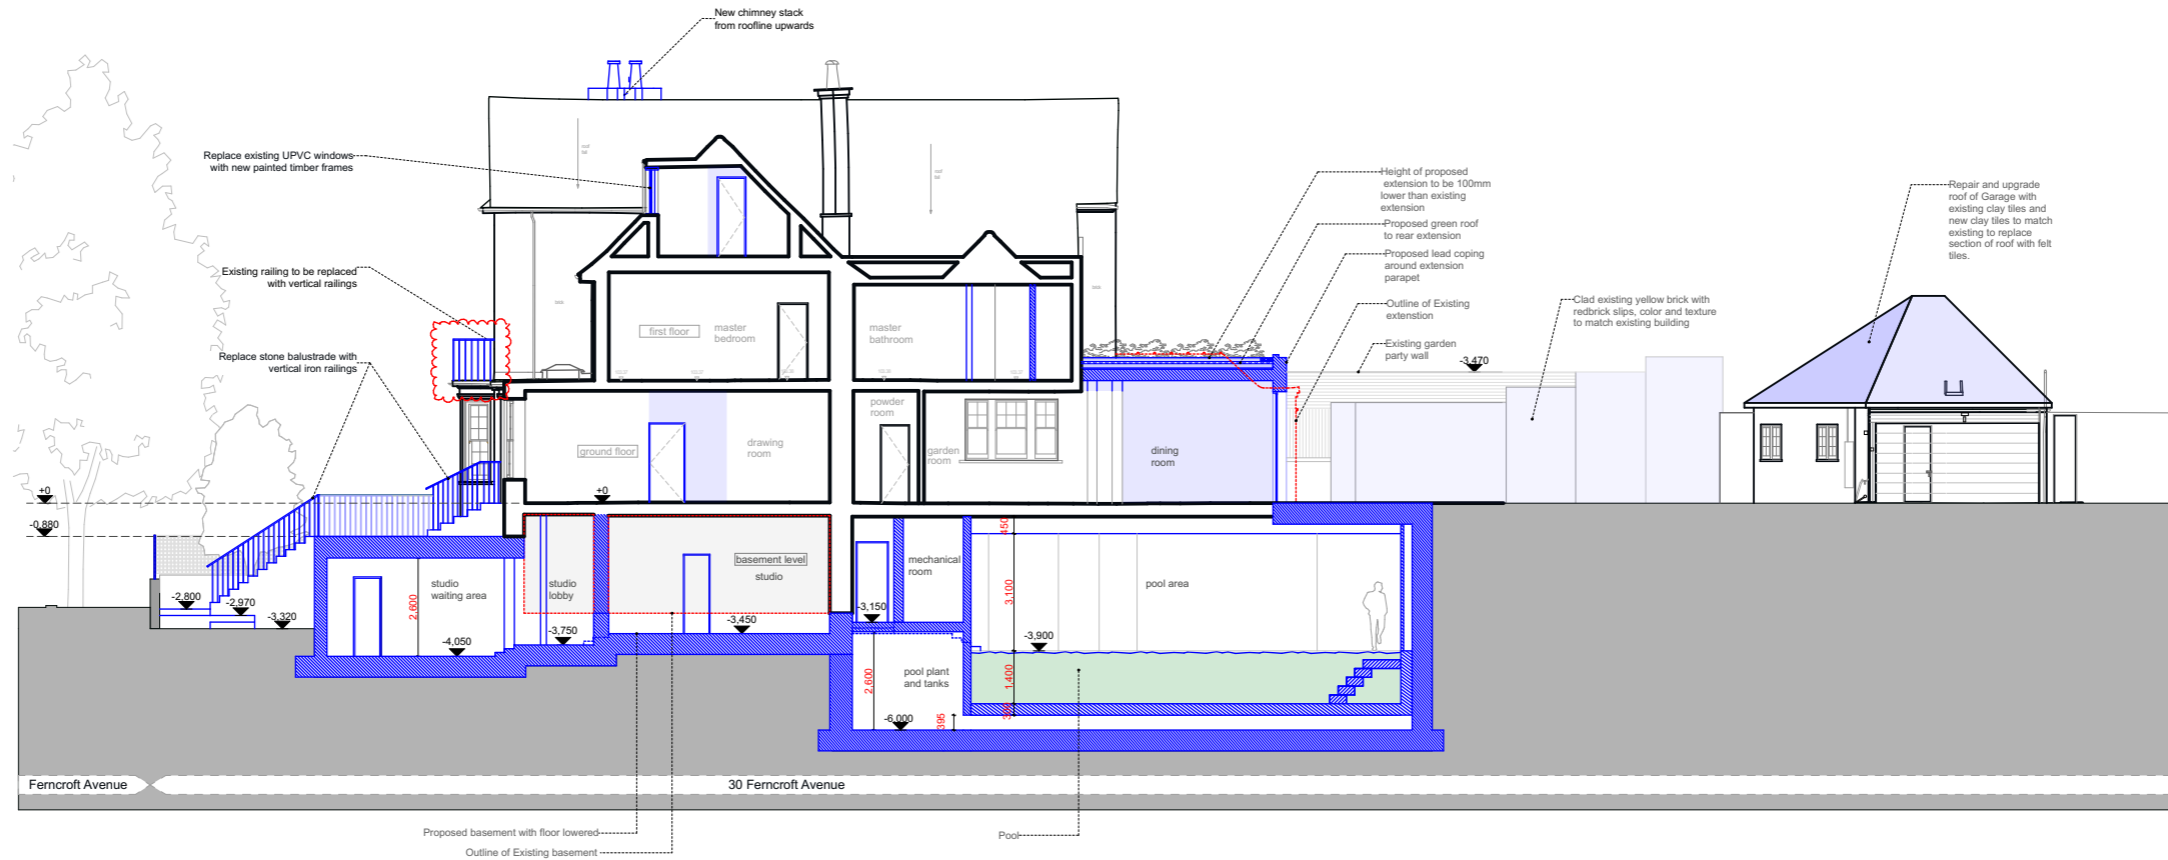 New chimney stack
from roofline upwards
Replace existing UPVC windows
with new painted timber frames
Existing railing to be replaced
with vertical railings
Replace stone balustrade with
vertical iron railings
Height of proposed
extension to be 100mm
lower than existing
extension
Proposed green roof
to rear extension
Proposed lead coping
around extension
parapet
Outline of Existing
extenstion
Existing garden
party wall
-3,470
Clad existing yellow brick with
redbrick slips, color and texture
to match existing building
Repair and upgrade
roof of Garage with
existing clay tiles and
new clay tiles to match
existing to replace
section of roof with felt
tiles.
roof
roof
first floor
master
bedroom
master
bathroom
ground floor
drawing
room
powder
room
garden
room
dining
room
+0
-0,880
+0
basement level
studio
studio
waiting area
studio
lobby
mechanical
room
pool area
pool plant
and tanks
-2,800
-2,970
-3,320
2,600
-4,050
-3,750
-3,450
-3,150
-3,900
-6,000
2,600
395
450
3,100
1,400
Ferncroft Avenue
30 Ferncroft Avenue
Proposed basement with floor lowered
Outline of Existing basement
Pool